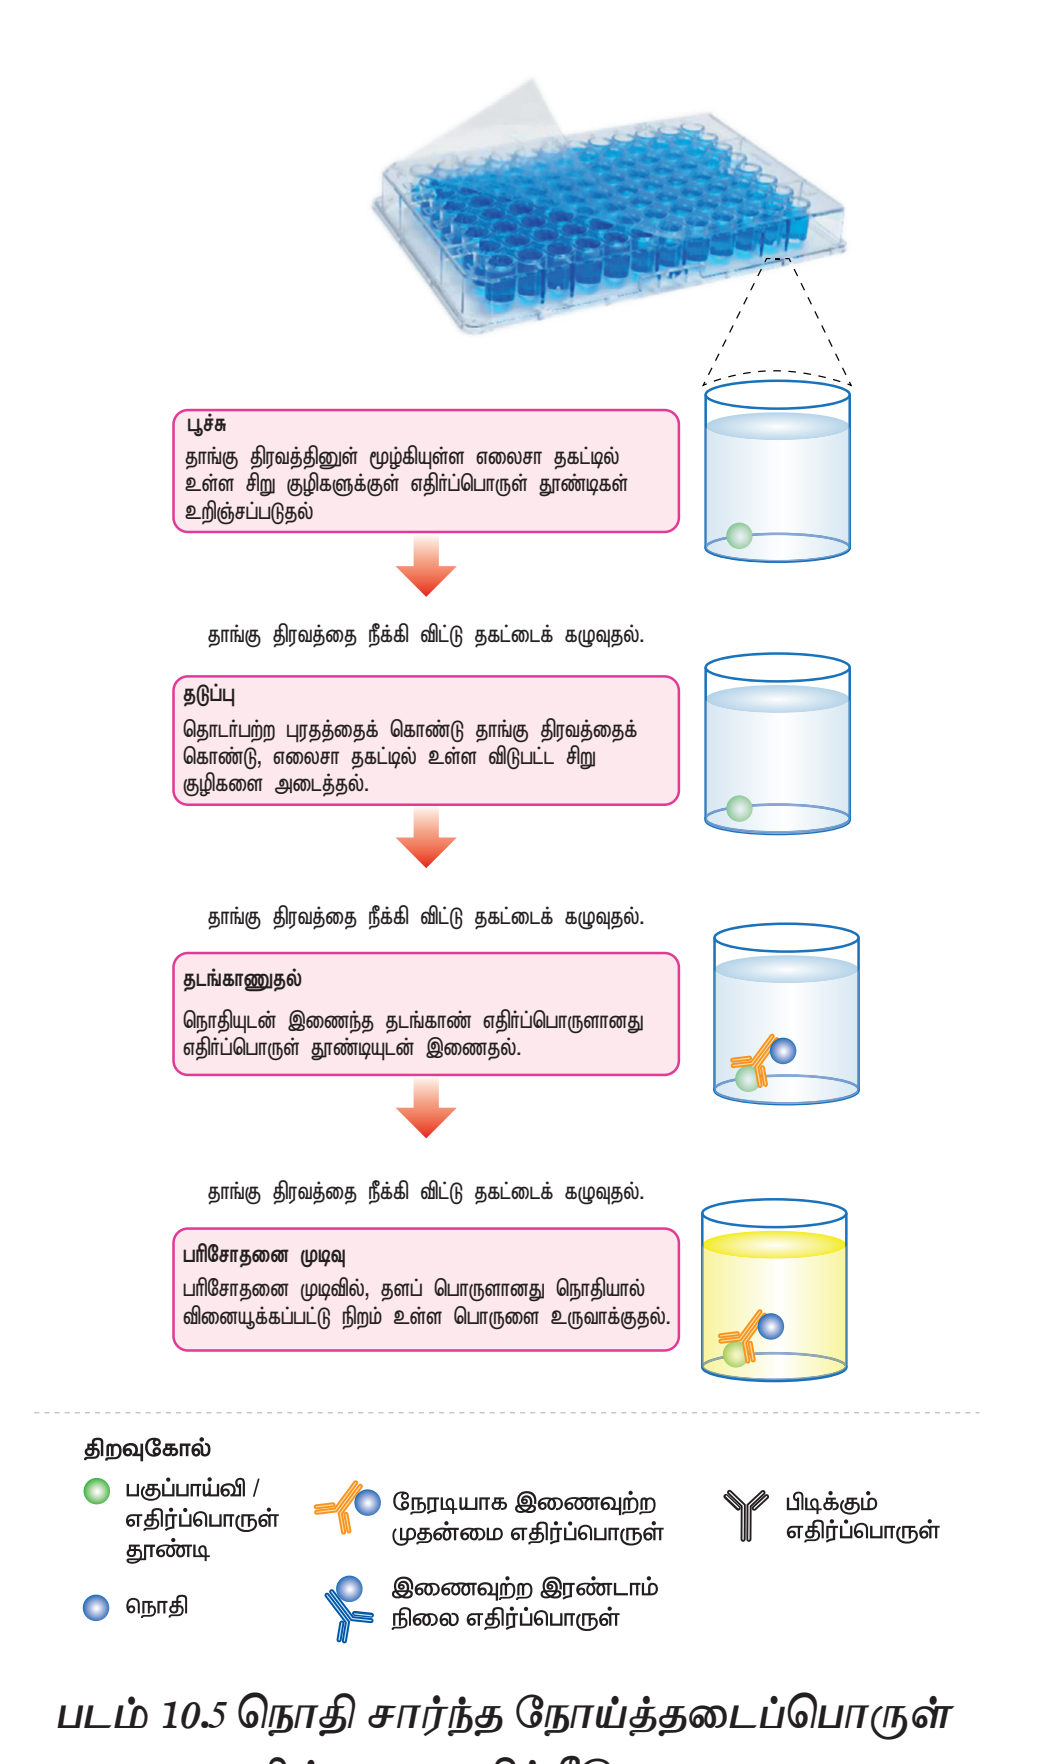 பூச்சு
தாங்கு திரவத்தினுள் மூழ்கியுள்ள எலைசா தகட்டில்
உள்ள சிறு குழிகளுக்குள் எதிர்ப்பொருள் தூண்டிகள்
உறிஞ்சப்படுதல்
தாங்கு திரவத்தை நீக்கி விட்டு தகட்டைக் கழுவுதல்.
தடுப்பு
தொடர்பற்ற புரதத்தைக் கொண்டு தாங்கு திரவத்தைக்
கொண்டு, எலைசா தகட்டில் உள்ள விடுபட்ட சிறு
குழிகளை அடைத்தல்.
தாங்கு திரவத்தை நீக்கி விட்டு தகட்டைக் கழுவுதல்.
தடங்காணுதல்
நொதியுடன் இணைந்த தடங்காண் எதிர்ப்பொருளானது
எதிர்ப்பொருள் தூண்டியுடன் இணைதல்.
தாங்கு திரவத்தை நீக்கி விட்டு தகட்டைக் கழுவுதல்.
பரிசோதனை முடிவு
பரிசோதனை முடிவில், தளப் பொருளானது நொதியால்
வினையூக்கப்பட்டு நிறம் உள்ள பொருளை உருவாக்குதல்.
திறவுகோல்
பகுப்பாய்வி /
எதிர்ப்பொருள்
தூண்டி
நொதி
நேரடியாக இணைவுற்ற
முதன்மை எதிர்ப்பொருள்
இணைவுற்ற இரண்டாம்
நிலை எதிர்ப்பொருள்
பிடிக்கும்
எதிர்ப்பொருள்
படம் 10.5 நொதி சார்ந்த நோய்த்தடைப்பொருள்